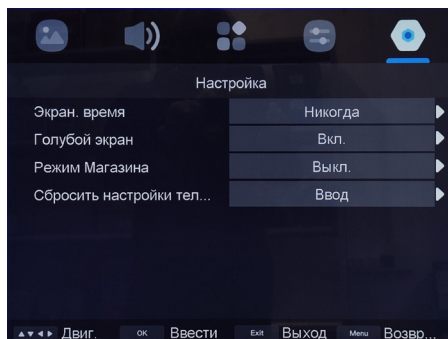 Настройка
Экран. время Никогда
Голубой экран Вкл.
Режим Магазина Выкл.
Сбросить настройки тел... Ввод
Двиг. OK Ввести Exit Выход Menu Возвр...